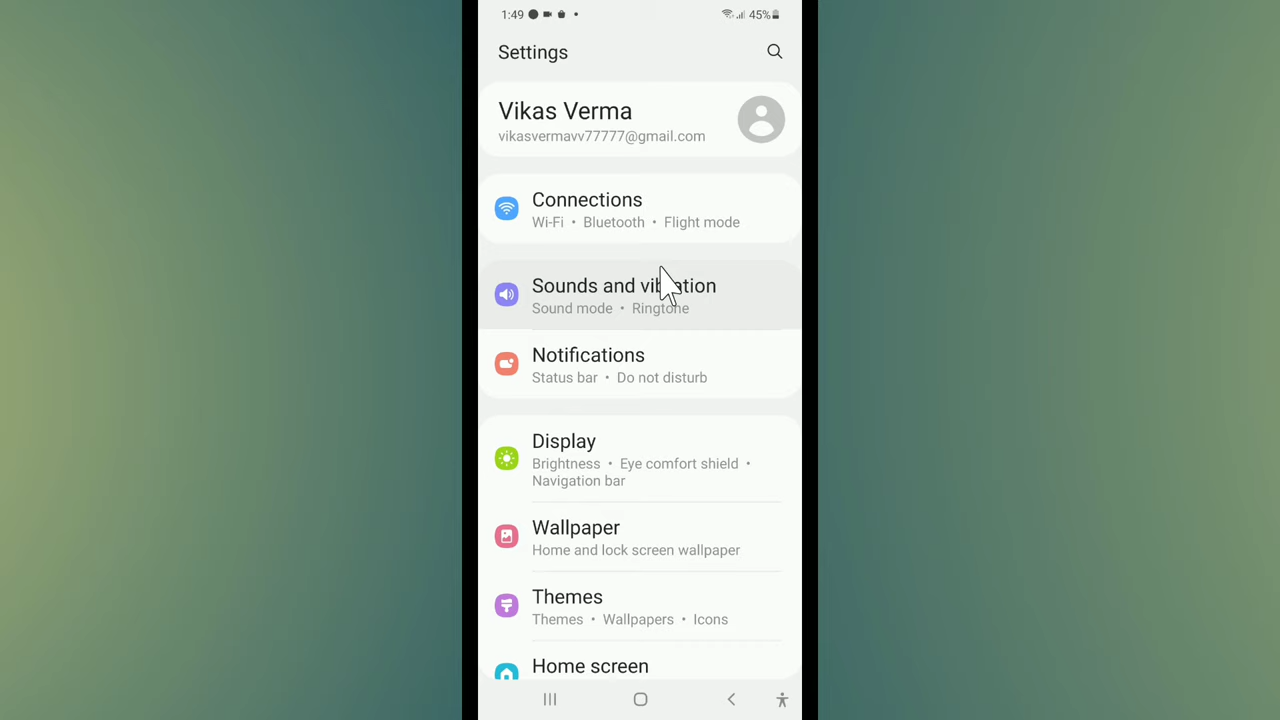 1:49 45%
Settings
Vikas Verma
vikasvermavv77777@gmail.com
Connections
Wi-Fi • Bluetooth • Flight mode
Sounds and vibration
Sound mode • Ringtone
Notifications
Status bar • Do not disturb
Display
Brightness • Eye comfort shield •
Navigation bar
Wallpaper
Home and lock screen wallpaper
Themes
Themes • Wallpapers • Icons
Home screen